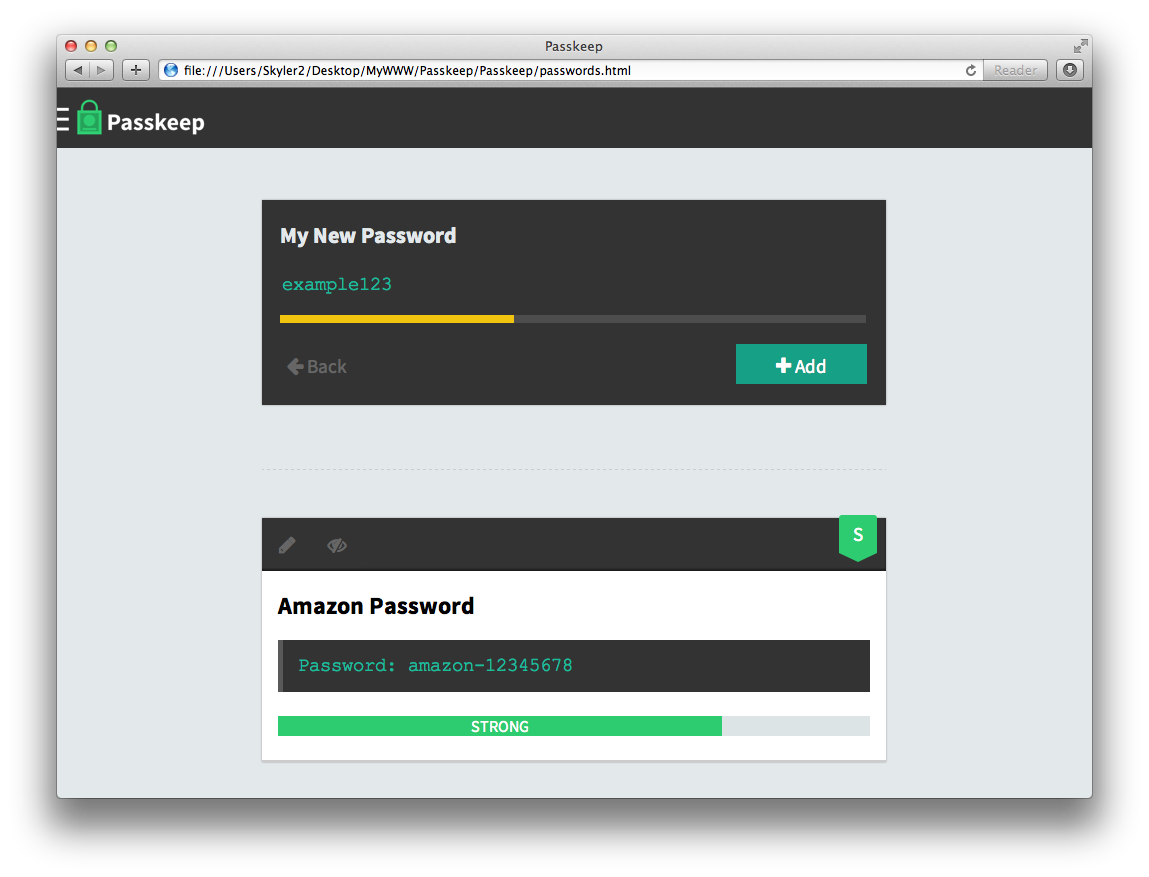 Passkeep
file:///Users/Skyler2/Desktop/MyWWW/Passkeep/Passkeep/passwords.html
Reader
Passkeep
My New Password
example123
Back
Add
S
Amazon Password
Password: amazon-12345678
STRONG